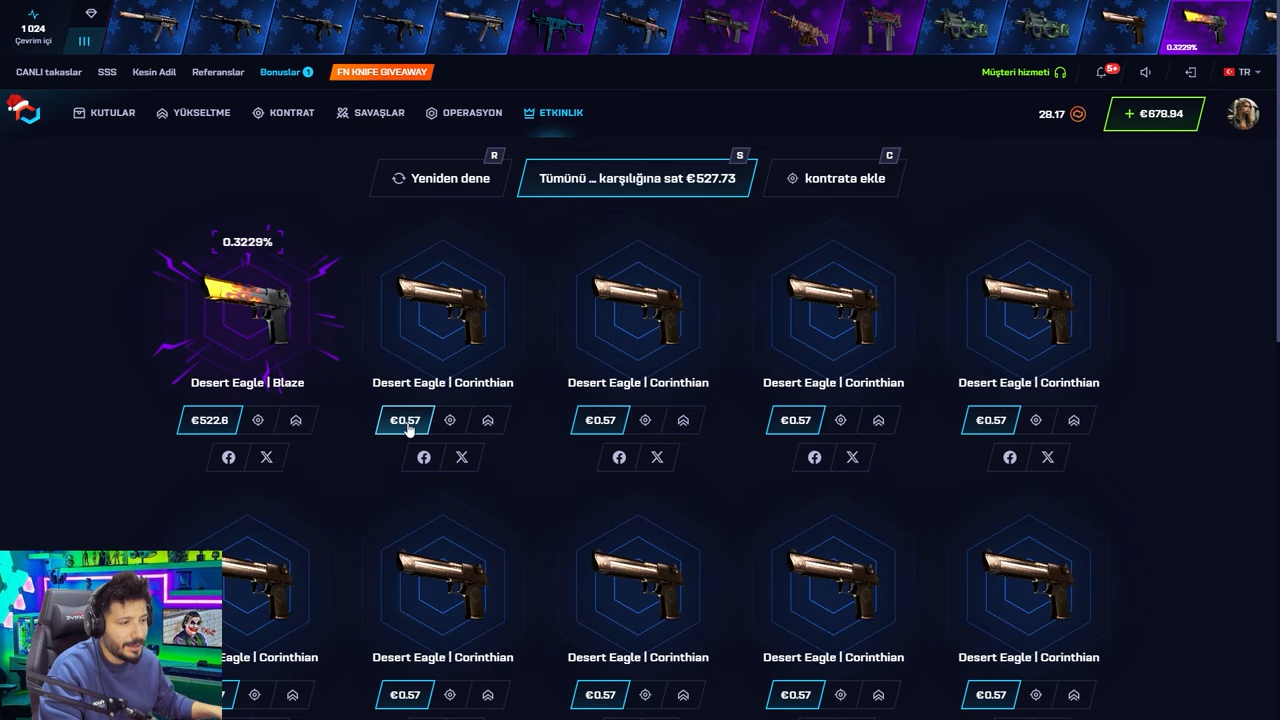 1 024
Çevrim içi
0.3229%
CANLI takaslar
SSS
Kesin Adil
Referanslar
Bonuslar 1
FN KNIFE GIVEAWAY
Müşteri hizmeti
5+
TR
KUTULAR
YÜKSELTME
KONTRAT
SAVAŞLAR
OPERASYON
ETKINLIK
28.17
+ €678.94
R
S
C
Yeniden dene
Tümünü ... karşılığına sat €527.73
kontrata ekle
0.3229%
Desert Eagle | Blaze
Desert Eagle | Corinthian
Desert Eagle | Corinthian
Desert Eagle | Corinthian
Desert Eagle | Corinthian
€522.6
€0.57
€0.57
€0.57
€0.57
Eagle | Corinthian
Desert Eagle | Corinthian
Desert Eagle | Corinthian
Desert Eagle | Corinthian
Desert Eagle | Corinthian
€0.57
€0.57
€0.57
€0.57